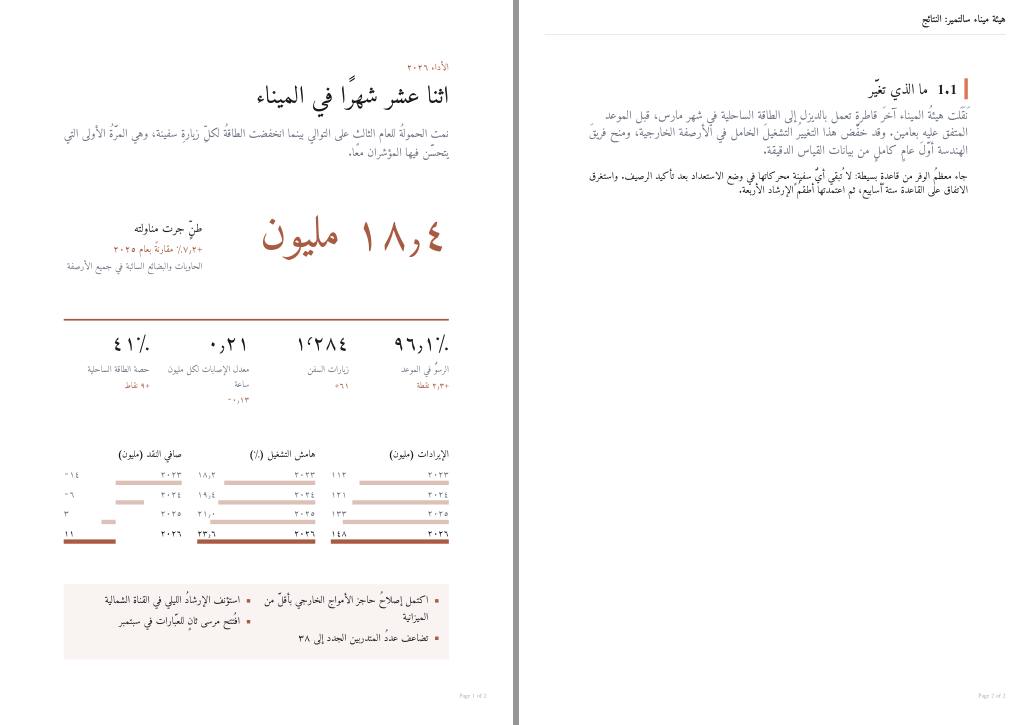 الأداء ٢٠٢٦
اثنا عشر شهرًا في الميناء
نمت الحمولةُ للعام الثالث على التوالي بينما انخفضت الطاقةُ لكلّ زيارةِ سفينة، وهي المرّةُ الأولى التي
يتحسّن فيها المؤشران معًا.
١٨٫٤ مليون
طنٍّ جرت مناولته
+٧٫٢٪ مقارنةً بعام ٢٠٢٥
الحاويات والبضائع السائبة في جميع الأرصفة
٩٦٫١٪
الرسوّ في الموعد
+٢٫٣ نقطة
١٬٢٨٤
زيارات السفن
+٦١
٠٫٢١
معدل الإصابات لكل مليون
ساعة
-٠٫١٣
٤١٪
حصة الطاقة الساحلية
+٩ نقاط
الإيرادات (مليون)
٢٠٢٣ ١١٢
٢٠٢٤ ١٢١
٢٠٢٥ ١٣٣
٢٠٢٦ ١٤٨
هامش التشغيل (٪)
٢٠٢٣ ١٨٫٢
٢٠٢٤ ١٩٫٤
٢٠٢٥ ٢١٫٠
٢٠٢٦ ٢٣٫٦
صافي النقد (مليون)
٢٠٢٣ -١٤
٢٠٢٤ -٦
٢٠٢٥ ٣
٢٠٢٦ ١١
▪ اكتمل إصلاحُ حاجز الأمواج الخارجي بأقلّ من
الميزانية
▪ تضاعف عددُ المتدربين الجدد إلى ٣٨
▪ استؤنف الإرشادُ الليلي في القناة الشمالية
▪ افتُتح مرسى ثانٍ للعبّارات في سبتمبر
Page 1 of 2
هيئة ميناء سالتمير: النتائج
1.1 ما الذي تغيّر
نَقَلت هيئةُ الميناء آخرَ قاطرةٍ تعمل بالديزل إلى الطاقة الساحلية في شهر مارس، قبل الموعد
المتفق عليه بعامين. وقد خفّض هذا التغييرُ التشغيلَ الخامل في الأرصفة الخارجية، ومنح فريقَ
الهندسة أوّلَ عامٍ كاملٍ من بيانات القياس الدقيقة.
جاء معظمُ الوفر من قاعدةٍ بسيطة: لا تُبقي أيُّ سفينةٍ محركاتها في وضع الاستعداد بعد تأكيد الرصيف. واستغرق
الاتفاق على القاعدة ستة أسابيع، ثم اعتمدتها أطقمُ الإرشاد الأربعة.
Page 2 of 2